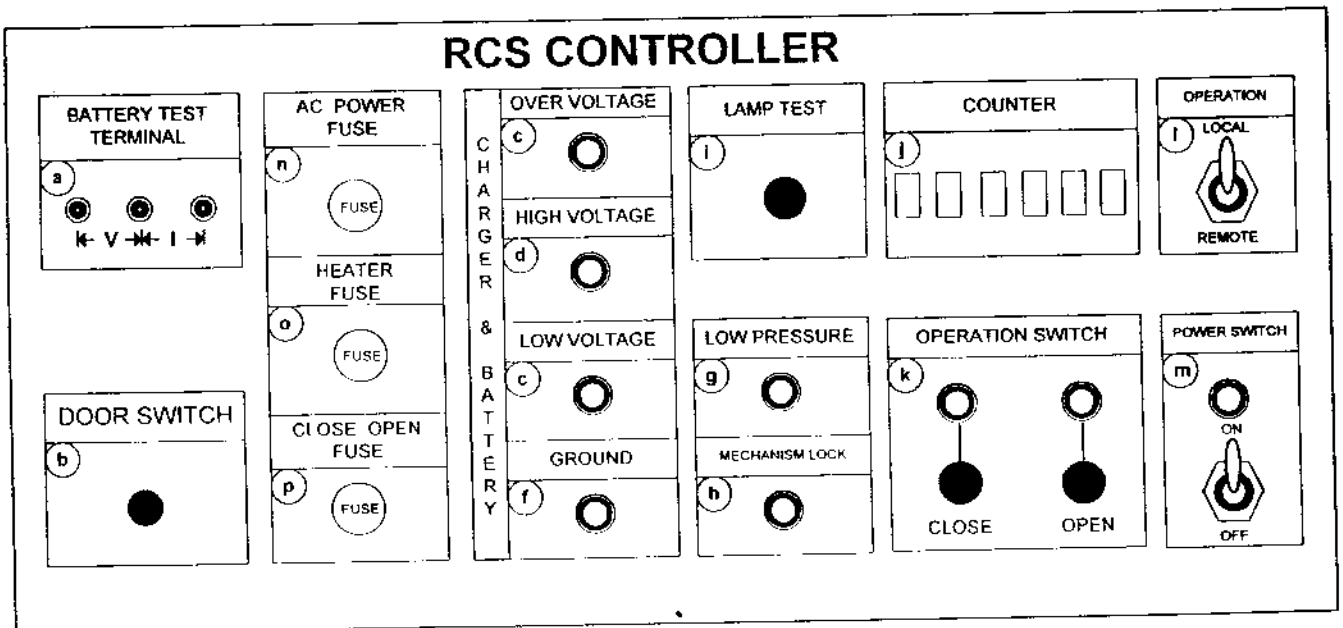 RCS CONTROLLER
BATTERY TEST
TERMINAL
a
V I
DOOR SWITCH
b
AC POWER
FUSE
n
FUSE
HEATER
FUSE
o
FUSE
CLOSE OPEN
FUSE
p
FUSE
CHARGER & BATTERY
OVER VOLTAGE
c
HIGH VOLTAGE
d
LOW VOLTAGE
c
GROUND
f
LAMP TEST
i
LOW PRESSURE
g
MECHANISM LOCK
h
COUNTER
j
OPERATION SWITCH
k
CLOSE OPEN
OPERATION
l
LOCAL
REMOTE
POWER SWITCH
m
ON
OFF